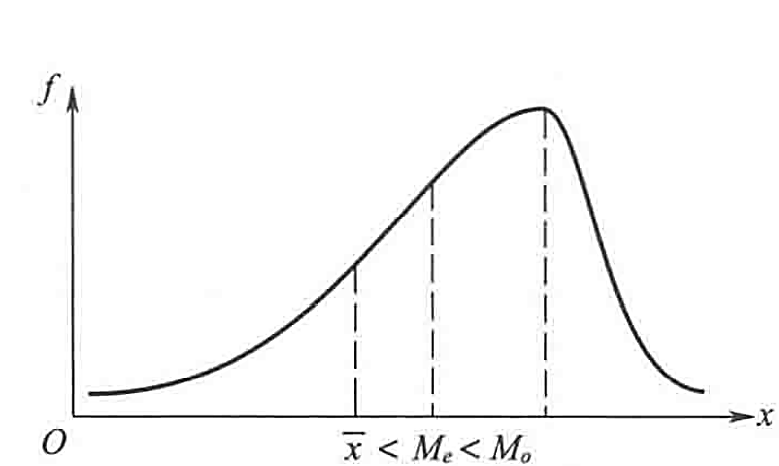 f
x
O
x̄ < Mₑ < Mₒ